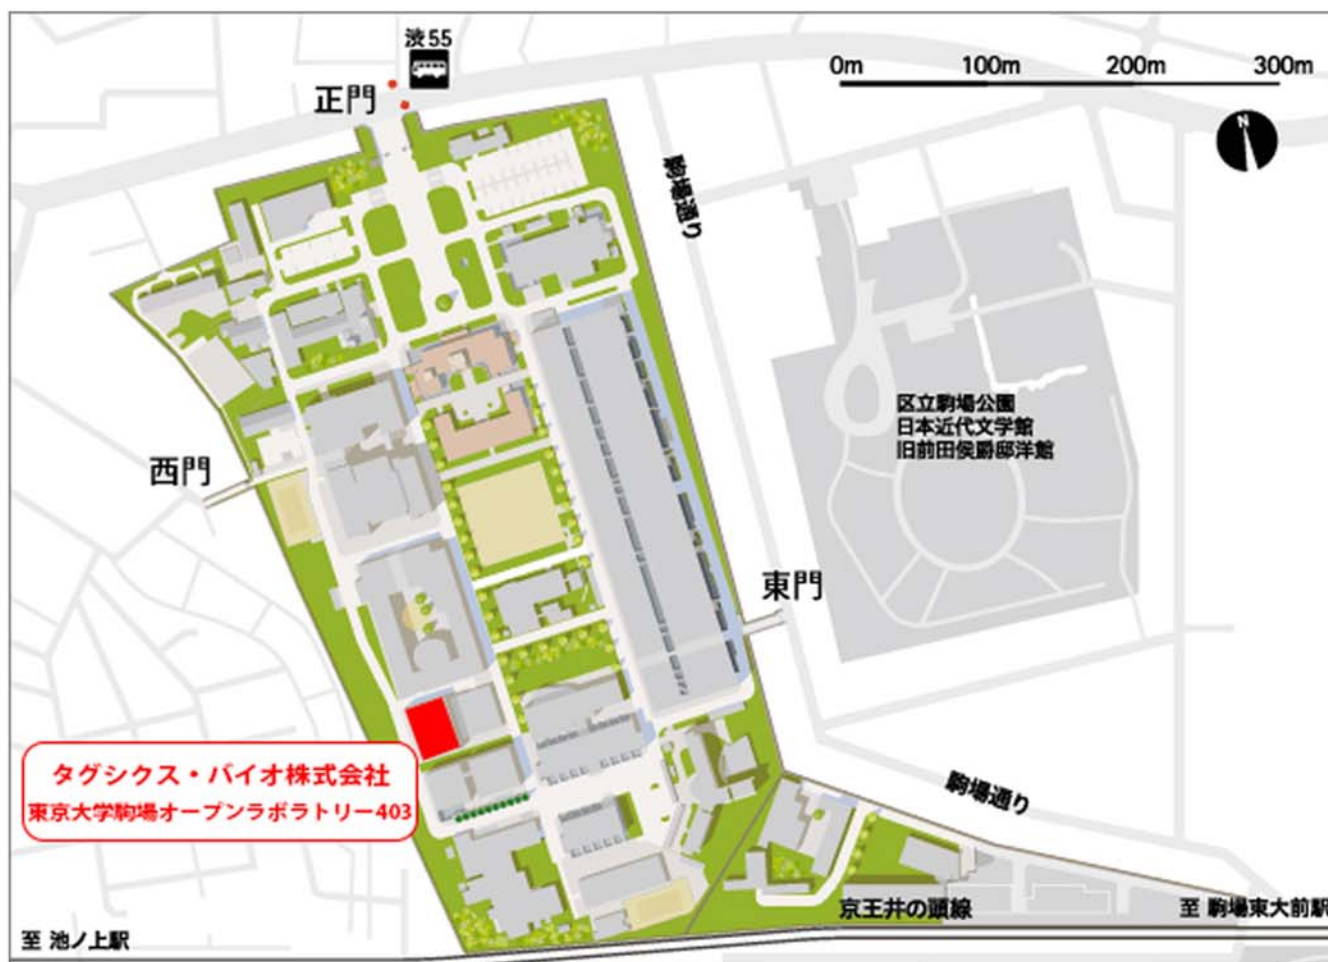 渋55
正門
0m 100m 200m 300m
N
駒場通り
区立駒場公園
日本近代文学館
旧前田侯爵邸洋館
西門
東門
タグシクス・バイオ株式会社
東京大学駒場オープンラボラトリー403
駒場通り
京王井の頭線
至 駒場東大前駅
至 池ノ上駅